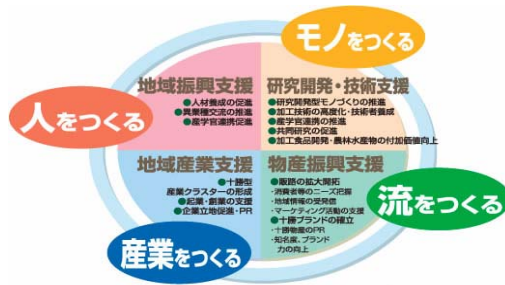 モノをつくる
地域振興支援
●人材養成の促進
●異業種交流の推進
●産学官連携促進
研究開発・技術支援
●研究開発型モノづくりの推進
●加工技術の高度化・技術者養成
●産学官連携の推進
●共同研究の促進
●加工食品開発・農林水産物の付加価値向上
人をつくる
地域産業支援
●十勝型
産業クラスターの形成
●起業・創業の支援
●企業立地促進・PR
物産振興支援
●販路の拡大開拓
・消費者等のニーズ把握
・地域情報の受発信
・マーケティング活動の支援
●十勝ブランドの確立
・十勝物産のPR
・知名度、ブランド
力の向上
流をつくる
産業をつくる